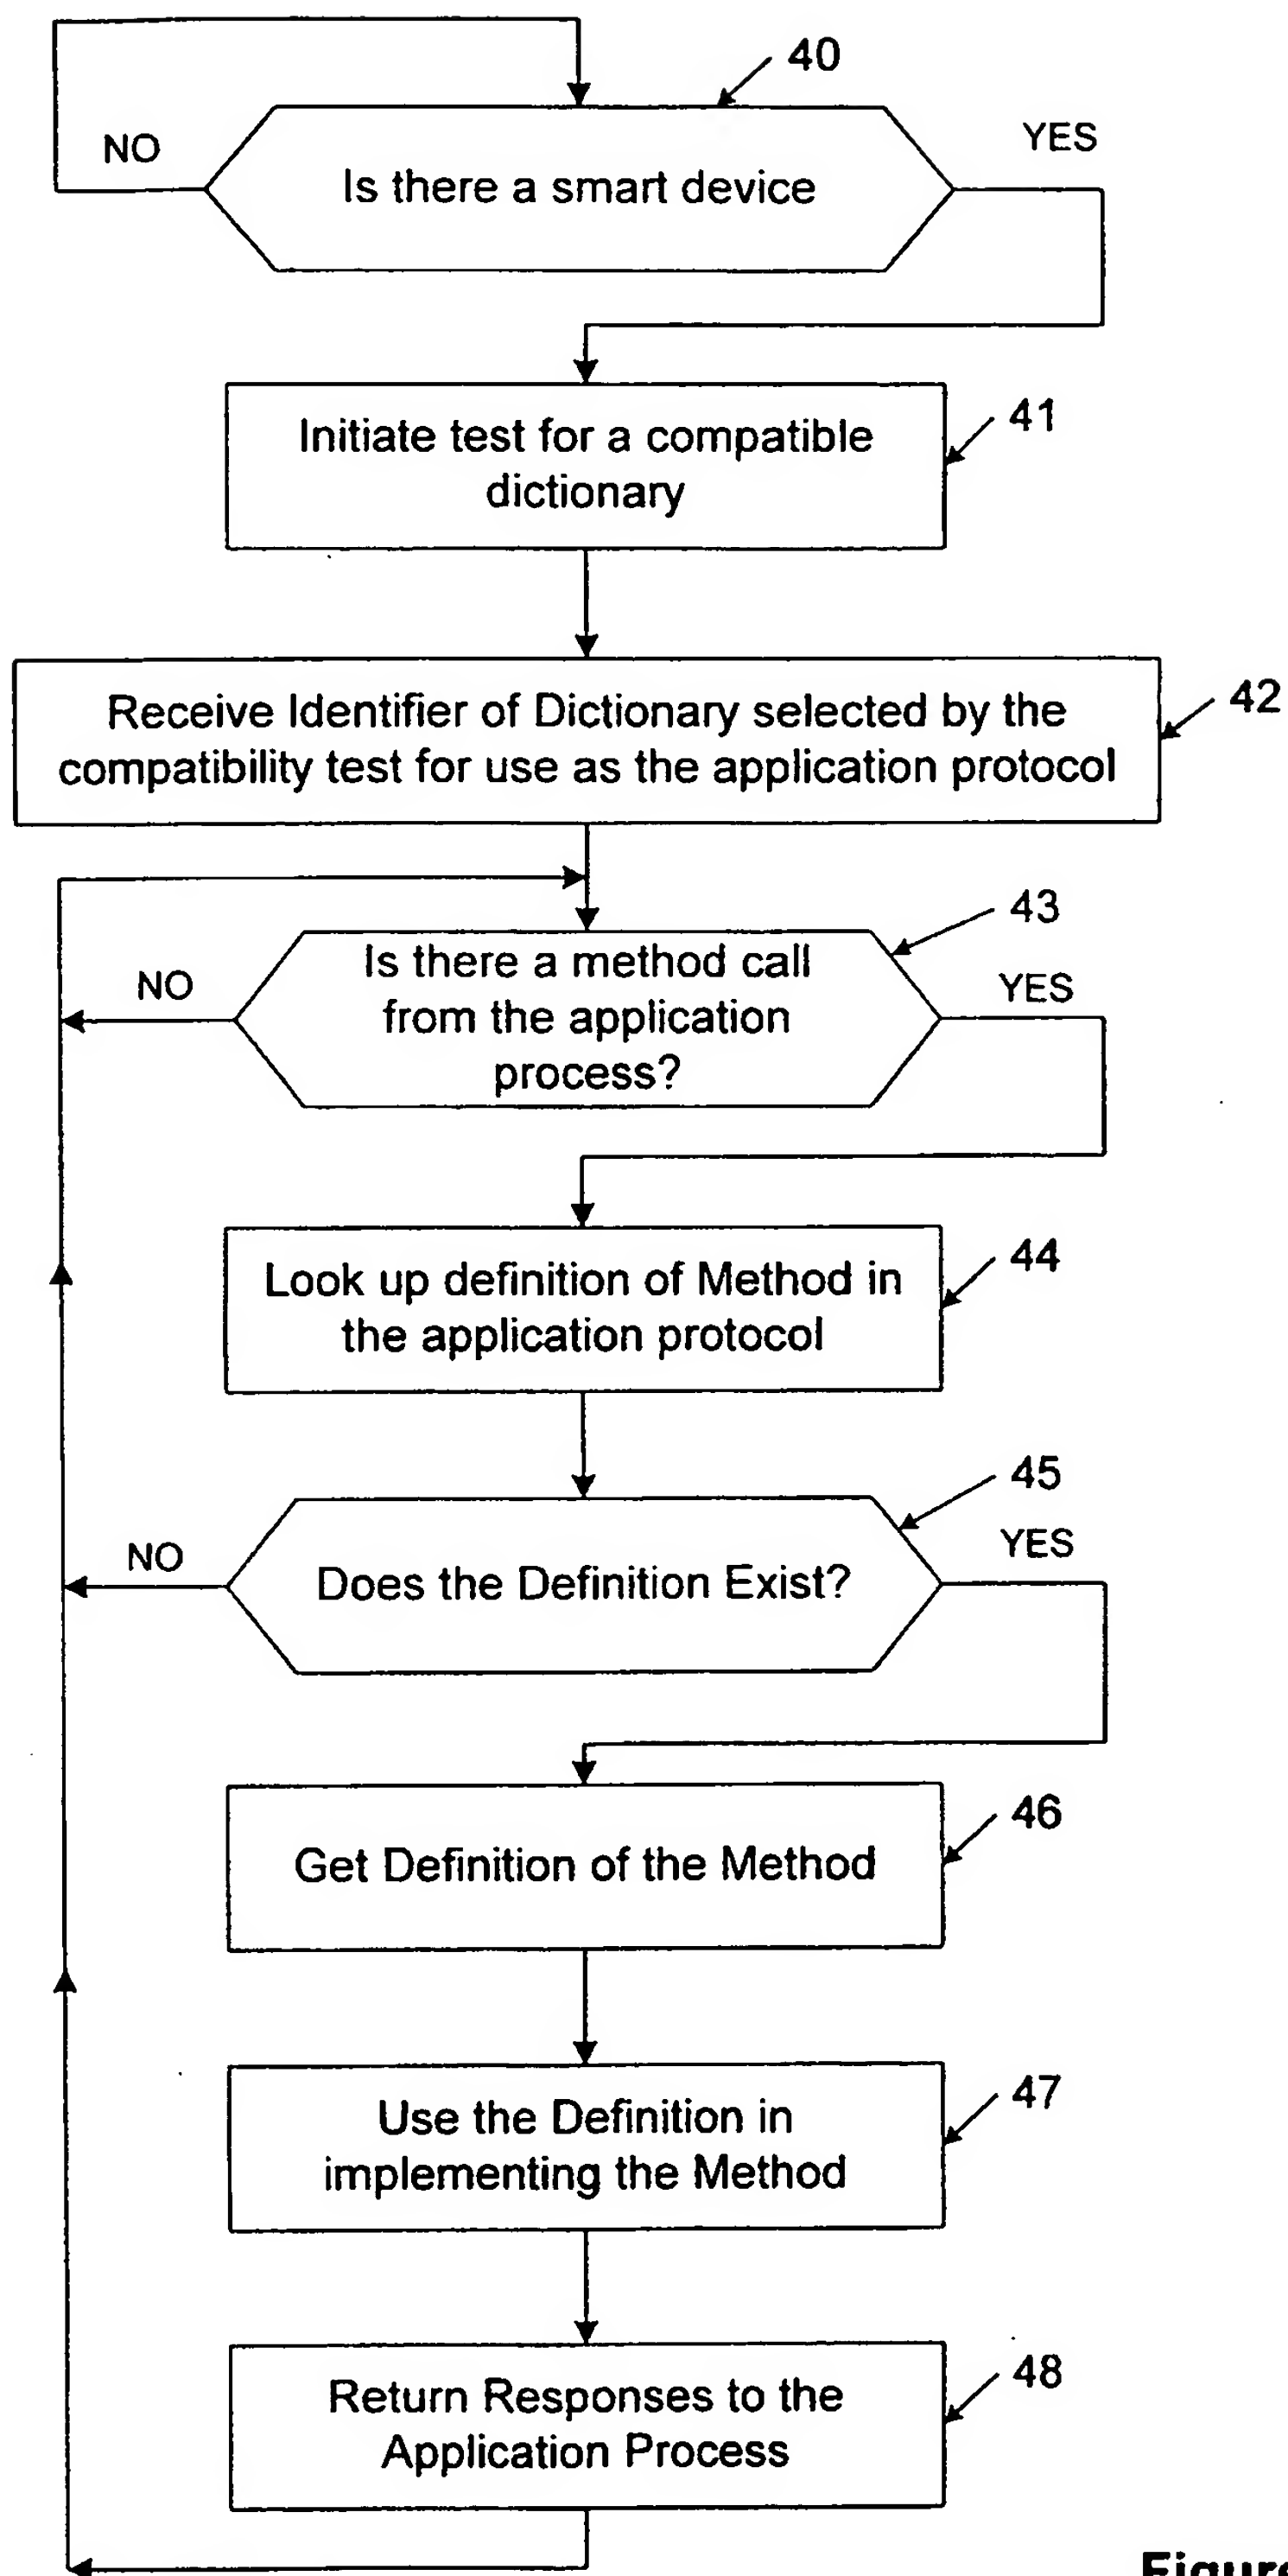 40
NO
YES
Is there a smart device
41
Initiate test for a compatible
dictionary
42
Receive Identifier of Dictionary selected by the
compatibility test for use as the application protocol
43
NO
YES
Is there a method call
from the application
process?
44
Look up definition of Method in
the application protocol
45
NO
YES
Does the Definition Exist?
46
Get Definition of the Method
47
Use the Definition in
implementing the Method
48
Return Responses to the
Application Process
Figure